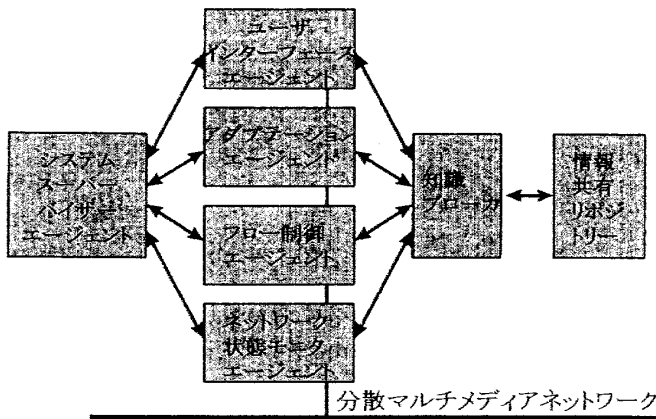 ユーザ
インターフェース
エージェント
アダプテーション
エージェント
システム
スーパー
バイザー
エージェント
フロー制御
エージェント
ネットワーク
状態モニタ
エージェント
知識
ブローカ
ー
情報
共有
リポジ
トリー
分散マルチメディアネットワーク